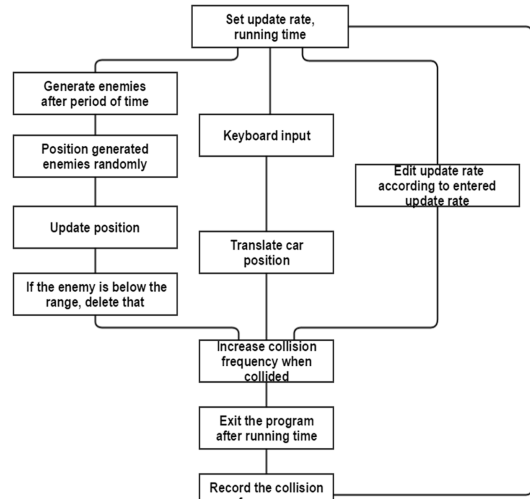 Set update rate,
running time
Generate enemies
after period of time
Position generated
enemies randomly
Update position
If the enemy is below the
range, delete that
Keyboard input
Translate car
position
Edit update rate
according to entered
update rate
Increase collision
frequency when
collided
Exit the program
after running time
Record the collision